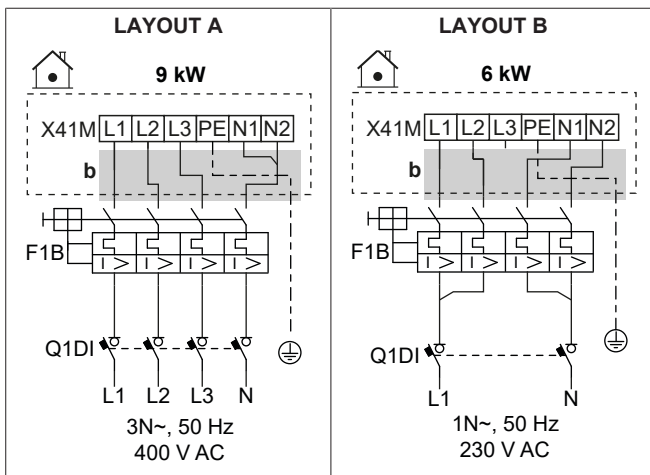 LAYOUT A
9 kW
X41M L1 L2 L3 PE N1 N2
b
F1B
I > I > I > I >
Q1DI
L1 L2 L3 N
3N~, 50 Hz
400 V AC
LAYOUT B
6 kW
X41M L1 L2 L3 PE N1 N2
b
F1B
I > I > I > I >
Q1DI
L1 N
1N~, 50 Hz
230 V AC